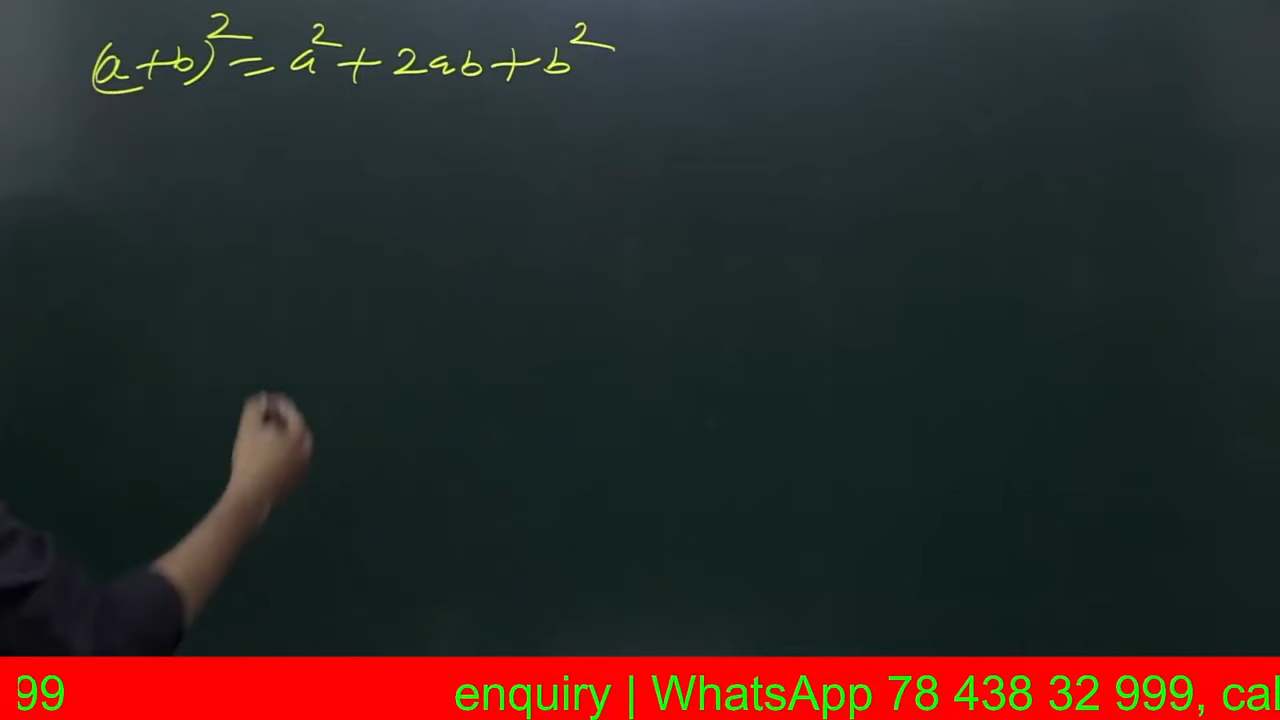 (a+b)² = a² + 2ab + b²
99 enquiry | WhatsApp 78 438 32 999, cal